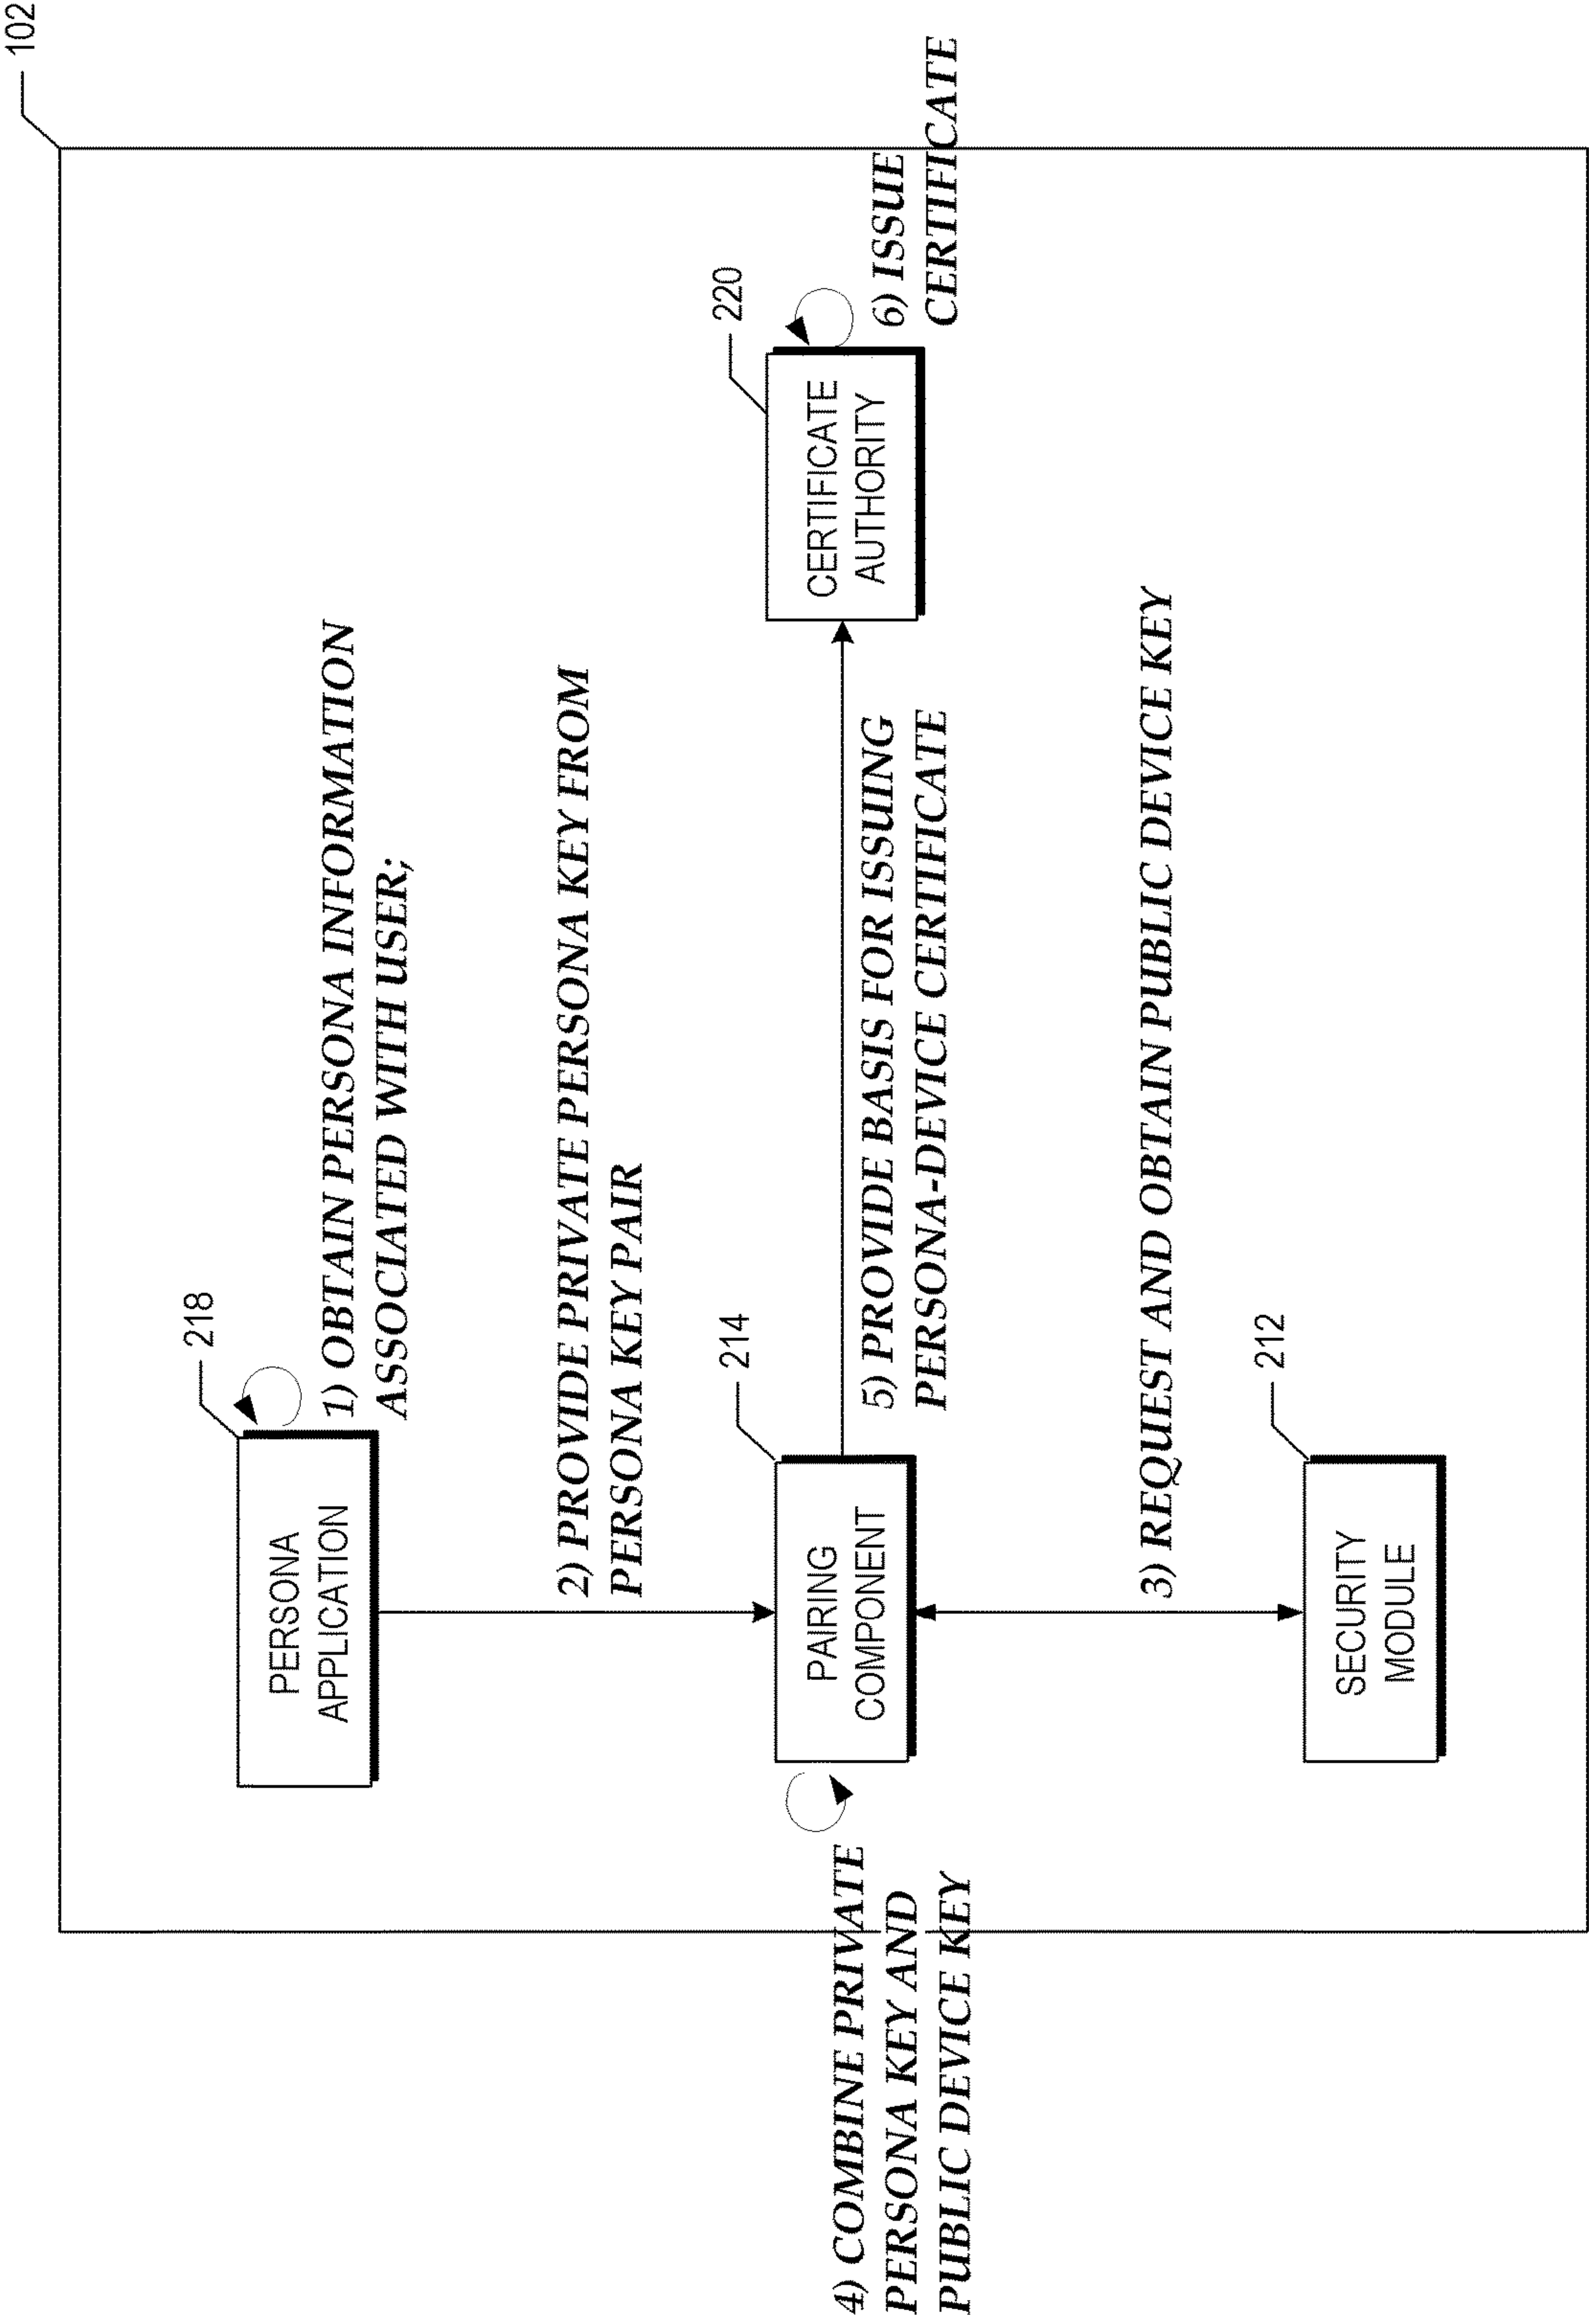 102
218
PERSONA
APPLICATION
1) OBTAIN PERSONA INFORMATION
ASSOCIATED WITH USER;
2) PROVIDE PRIVATE PERSONA KEY FROM
PERSONA KEY PAIR
214
PAIRING
COMPONENT
4) COMBINE PRIVATE
PERSONA KEY AND
PUBLIC DEVICE KEY
5) PROVIDE BASIS FOR ISSUING
PERSONA-DEVICE CERTIFICATE
220
CERTIFICATE
AUTHORITY
6) ISSUE
CERTIFICATE
3) REQUEST AND OBTAIN PUBLIC DEVICE KEY
212
SECURITY
MODULE